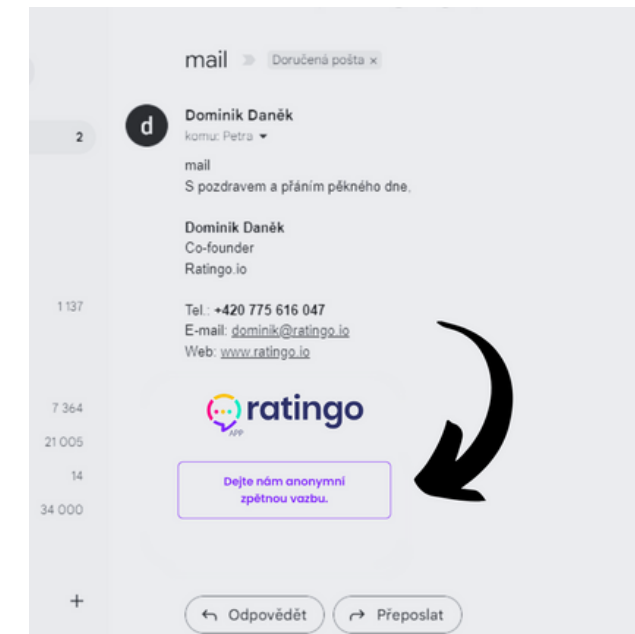 mail
Doručená pošta x
2
d
Dominik Daněk
komu: Petra
mail
S pozdravem a přáním pěkného dne,
Dominik Daněk
Co-founder
Ratingo.io
1 137
Tel.: +420 775 616 047
E-mail: dominik@ratingo.io
Web: www.ratingo.io
7 364
ratingo
APP
21 005
14
Dejte nám anonymní
zpětnou vazbu.
34 000
+
Odpovědět
Přeposlat